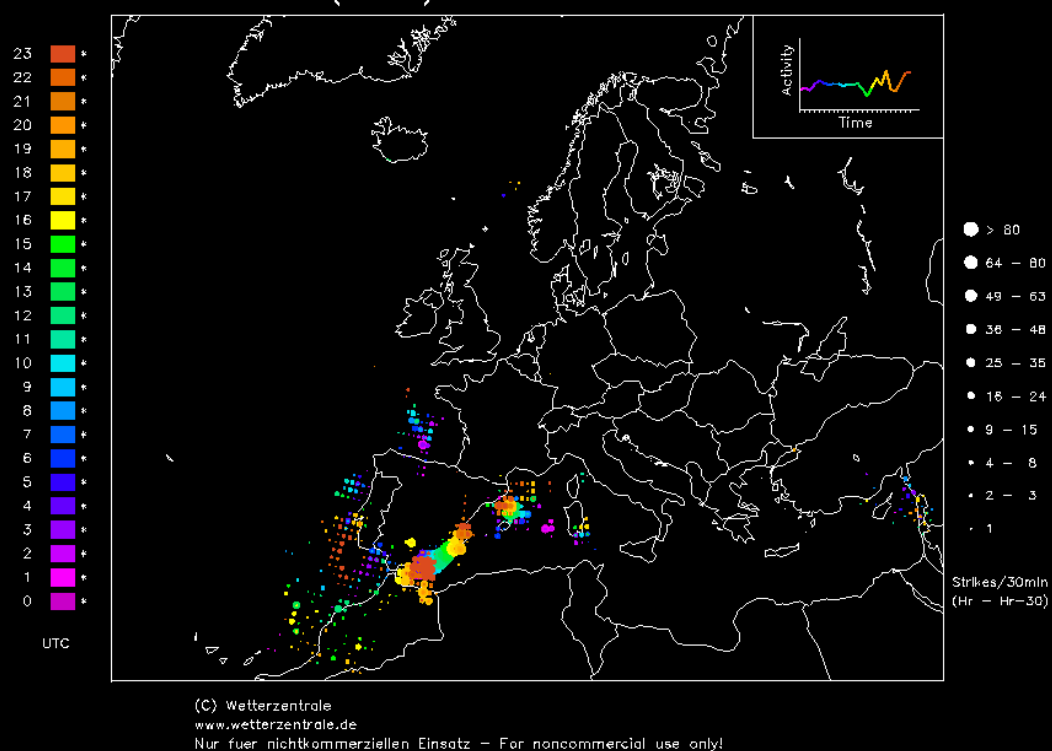 Activity
Time
23 *
22 *
21 *
20 *
19 *
18 *
17 *
16 *
15 *
14 *
13 *
12 *
11 *
10 *
9 *
8 *
7 *
6 *
5 *
4 *
3 *
2 *
1 *
0 *
UTC
> 80
64 – 80
49 – 63
36 – 48
25 – 35
16 – 24
9 – 15
4 – 8
2 – 3
1
Strikes/30min
(Hr – Hr–30)
(C) Wetterzentrale
www.wetterzentrale.de
Nur fuer nichtkommerziellen Einsatz – For noncommercial use only!